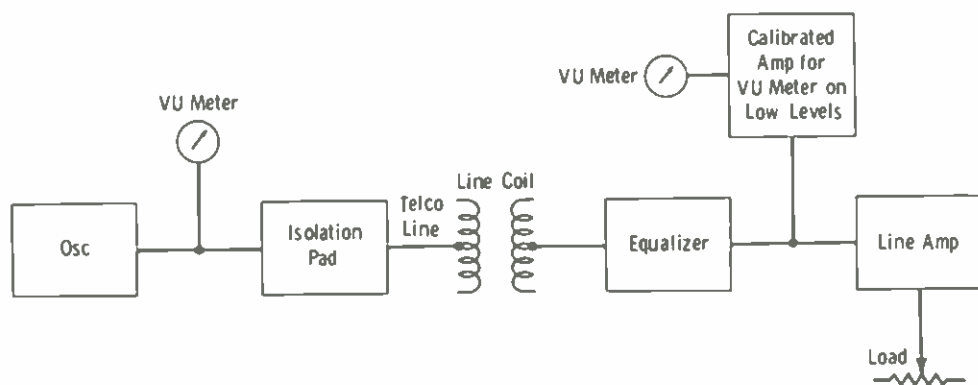 VU Meter
Osc
Isolation
Pad
Telco
Line
Line Coil
Equalizer
VU Meter
Calibrated
Amp for
VU Meter on
Low Levels
Line Amp
Load